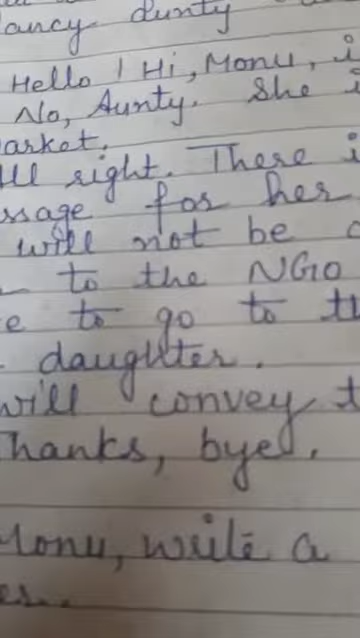 ancy Aunty
Hello! Hi, Monu, i
No, Aunty. She i
arket.
ll right. There i
ssage for her
will not be
to the NGO
e to go to th
daughter.
will convey t
hanks, bye.
Monu, write a
es.